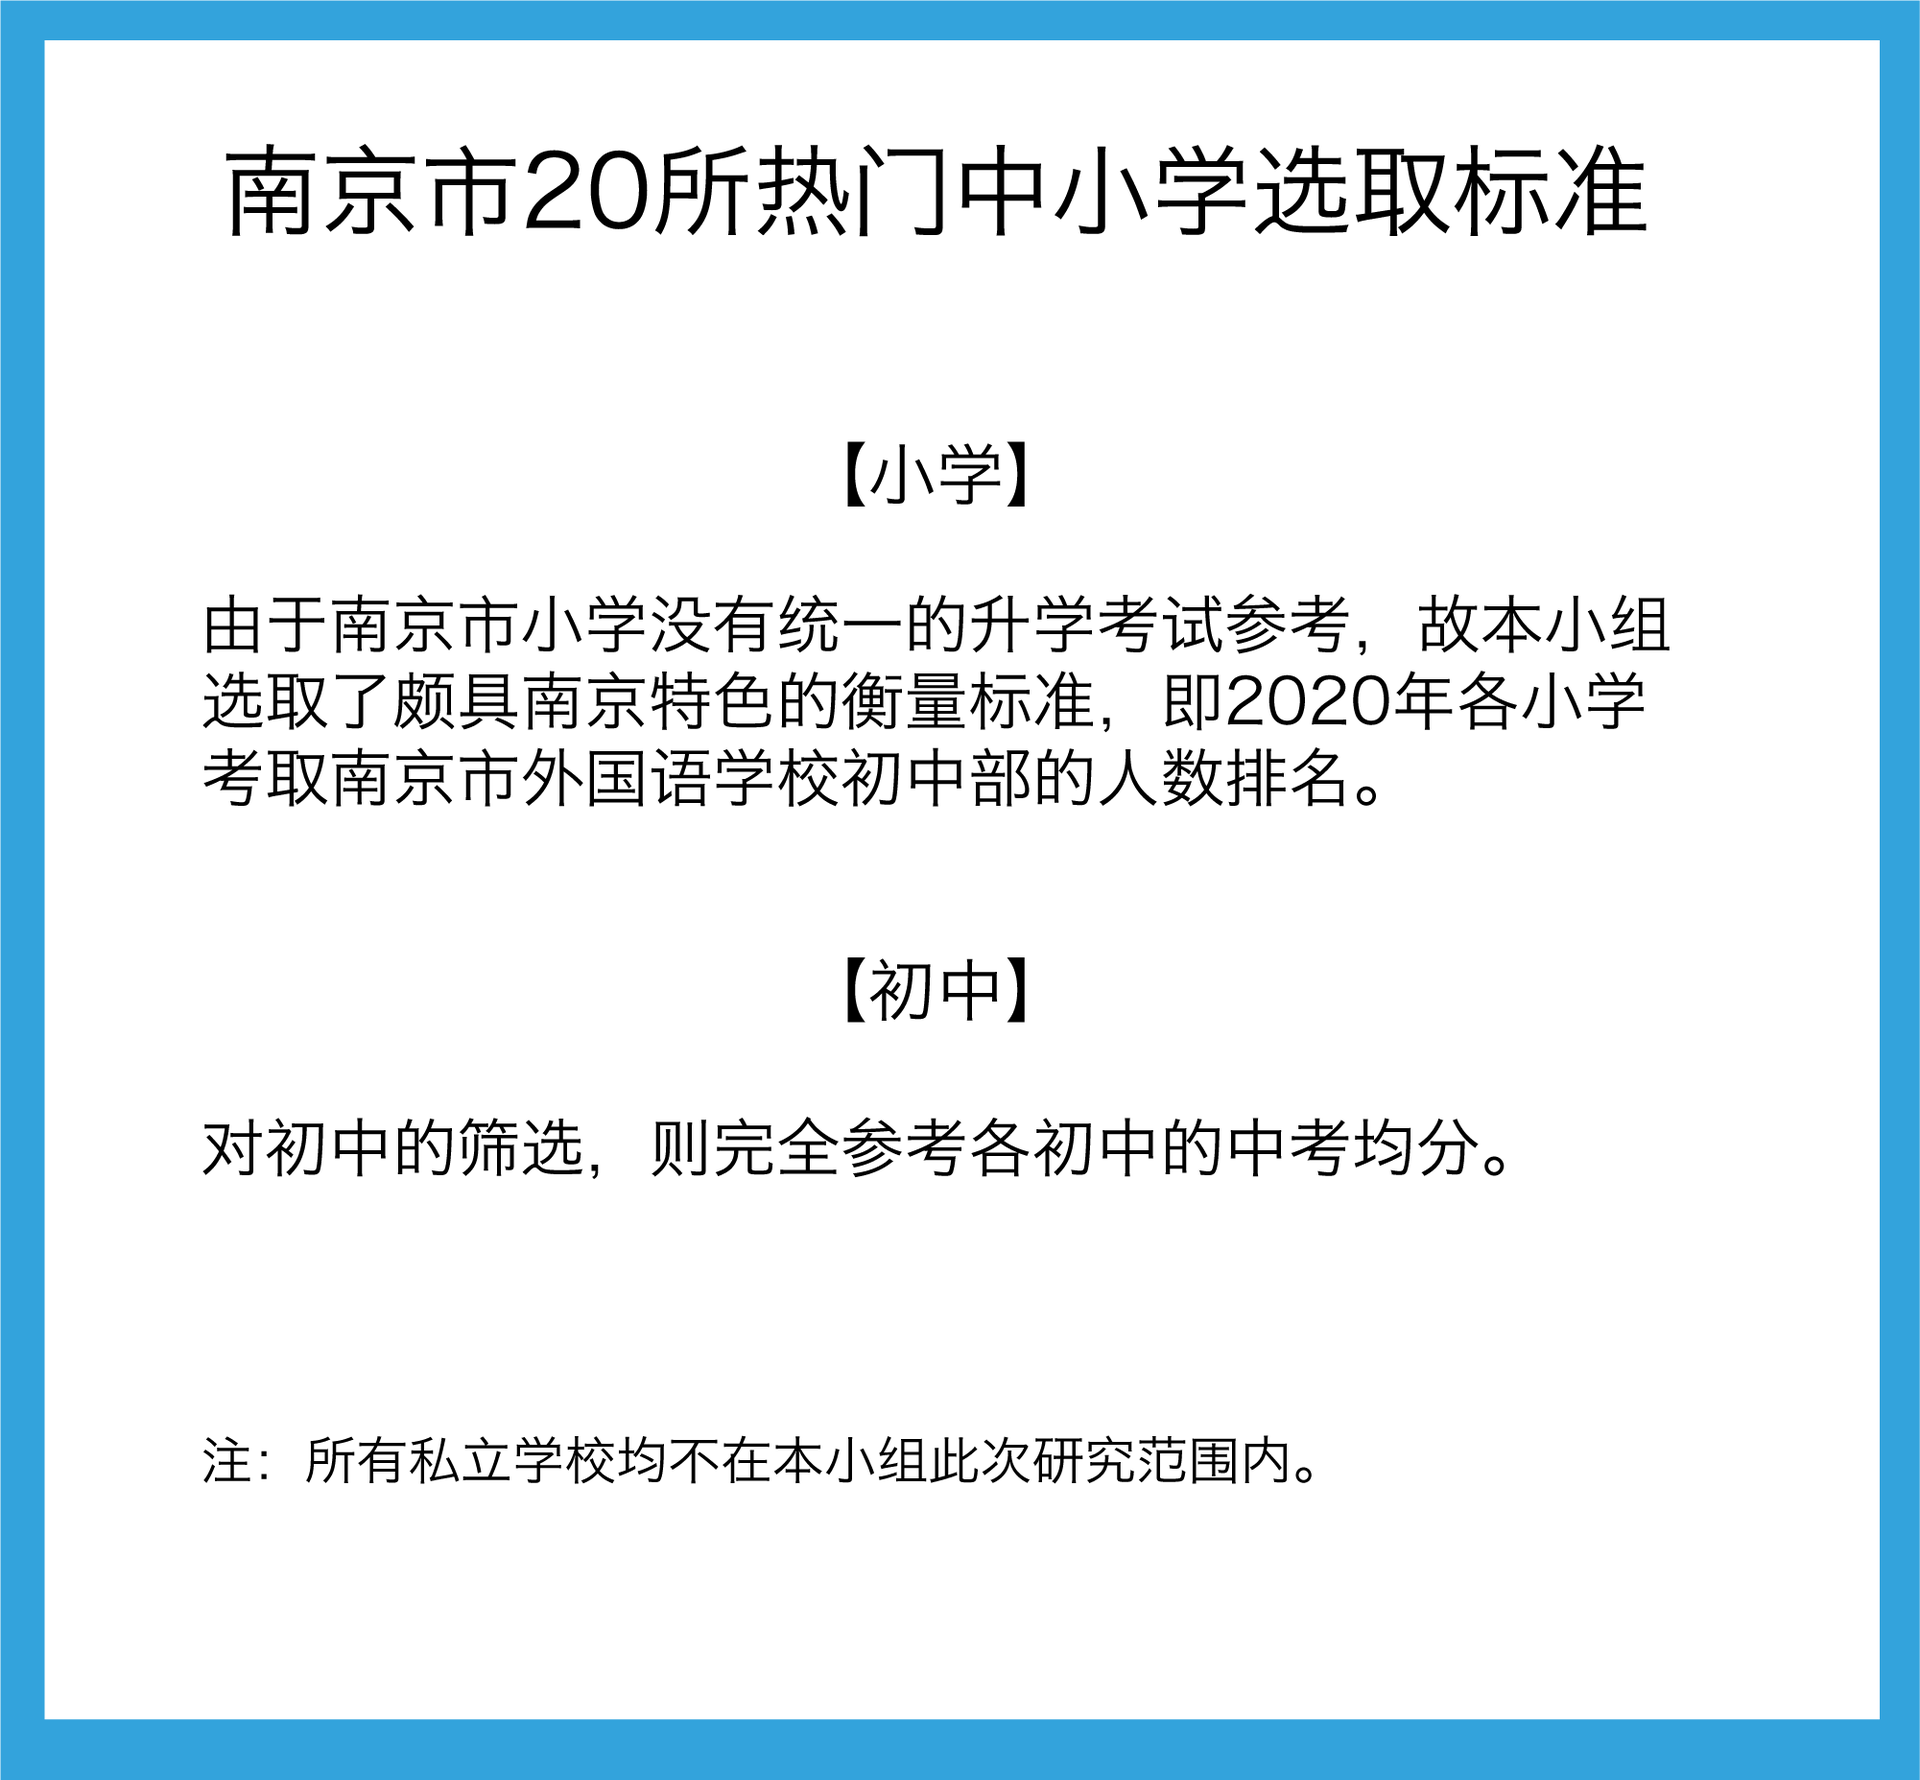 南京市20所热门中小学选取标准
【小学】
由于南京市小学没有统一的升学考试参考，故本小组
选取了颇具南京特色的衡量标准，即2020年各小学
考取南京市外国语学校初中部的人数排名。
【初中】
对初中的筛选，则完全参考各初中的中考均分。
注：所有私立学校均不在本小组此次研究范围内。